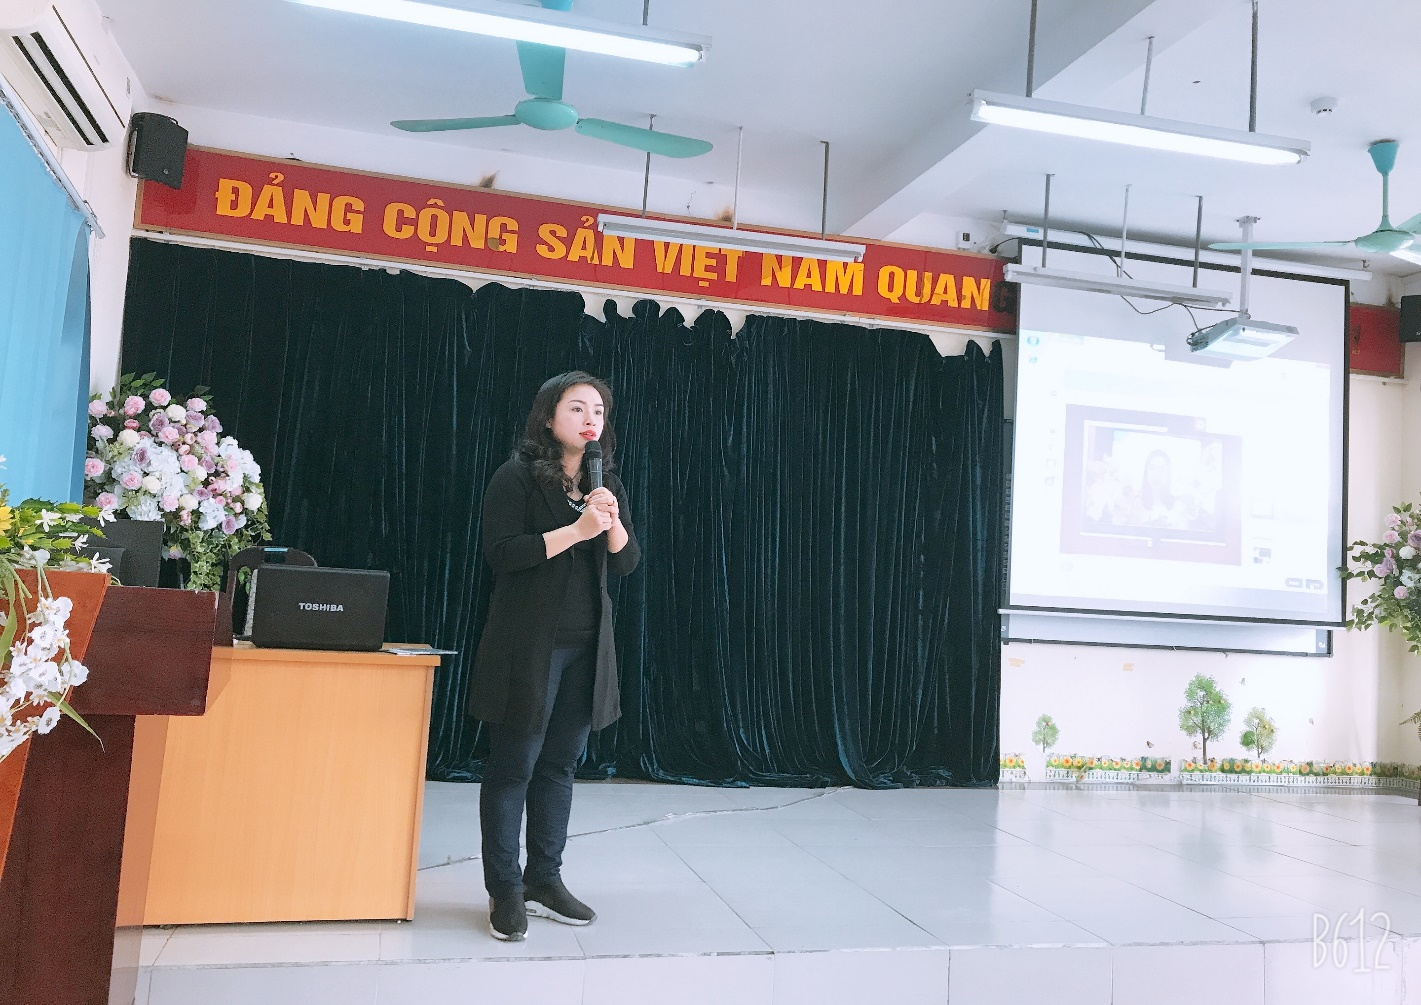 ĐẢNG CỘNG SẢN VIỆT NAM QUANG
TOSHIBA
B612